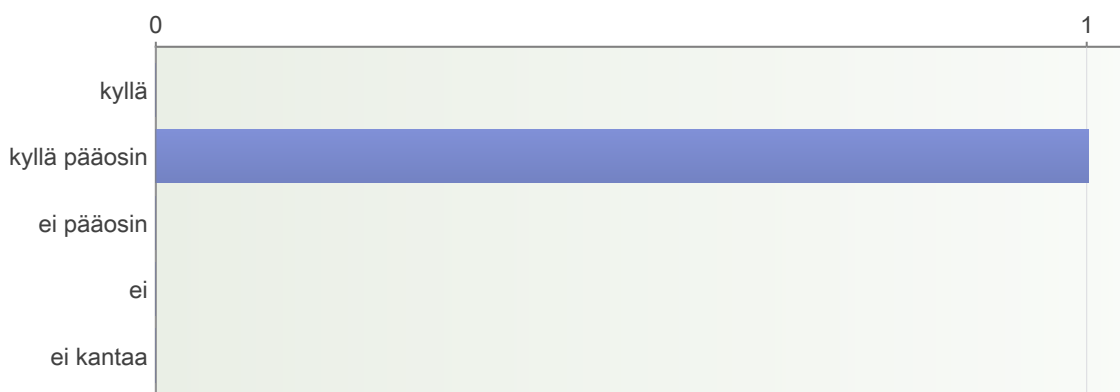 0 1
kyllä
kyllä pääosin
ei pääosin
ei
ei kantaa